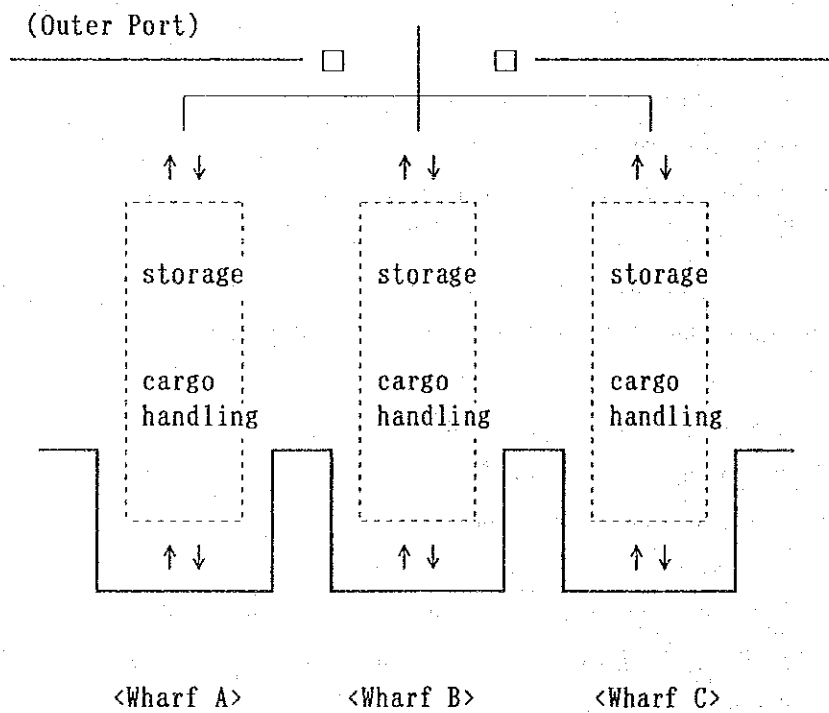 (Outer Port)
↑ ↓ ↑ ↓ ↑ ↓
storage storage storage
cargo cargo cargo
handling handling handling
↑ ↓ ↑ ↓ ↑ ↓
<Wharf A> <Wharf B> <Wharf C>